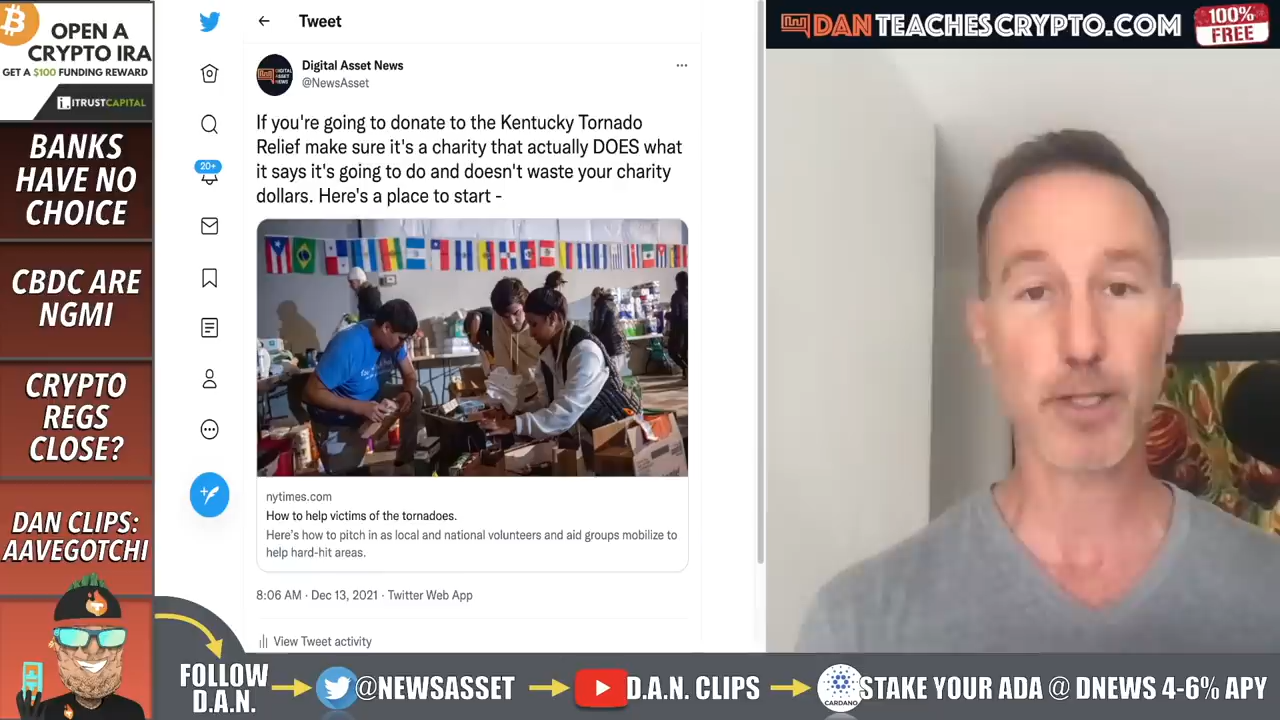 OPEN A
CRYPTO IRA
GET A $100 FUNDING REWARD
ITRUSTCAPITAL
BANKS
HAVE NO
CHOICE
CBDC ARE
NGMI
CRYPTO
REGS
CLOSE?
DAN CLIPS:
AAVEGOTCHI
Tweet
Digital Asset News
@NewsAsset
If you're going to donate to the Kentucky Tornado
Relief make sure it's a charity that actually DOES what
it says it's going to do and doesn't waste your charity
dollars. Here's a place to start -
nytimes.com
How to help victims of the tornadoes.
Here's how to pitch in as local and national volunteers and aid groups mobilize to
help hard-hit areas.
8:06 AM · Dec 13, 2021 · Twitter Web App
View Tweet activity
20+
DANTEACHESCRYPTO.COM
100%
FREE
FOLLOW
D.A.N.
@NEWSASSET
D.A.N. CLIPS
CARDANO
STAKE YOUR ADA @ DNEWS 4-6% APY